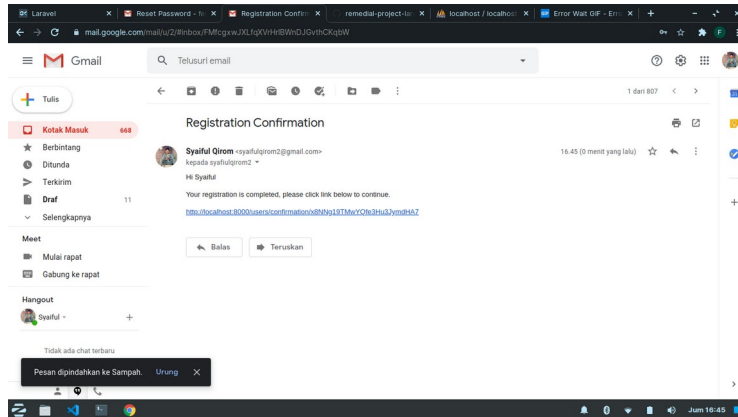 Laravel
Reset Password - fa
Registration Confirm
remedial-project-lar
localhost / localhost
Error Wait GIF - Erro
mail.google.com/mail/u/2/#inbox/
Gmail
Telusuri email
Tulis
1 dari 807
Kotak Masuk 668
Berbintang
Ditunda
Terkirim
Draf 11
Selengkapnya
Registration Confirmation
Syaiful Qirom <syaifulqirom2@gmail.com>
16.45 (0 menit yang lalu)
kepada syafiulqirom2
Hi Syaiful
Your registration is completed, please click link below to continue.
http://localhost:8000/users/confirmation/x8NNg19TMwYOfe3Hu3JymdHA7
Balas
Teruskan
Meet
Mulai rapat
Gabung ke rapat
Hangout
Syaiful
Tidak ada chat terbaru
Pesan dipindahkan ke Sampah. Urung
Jum 16:45